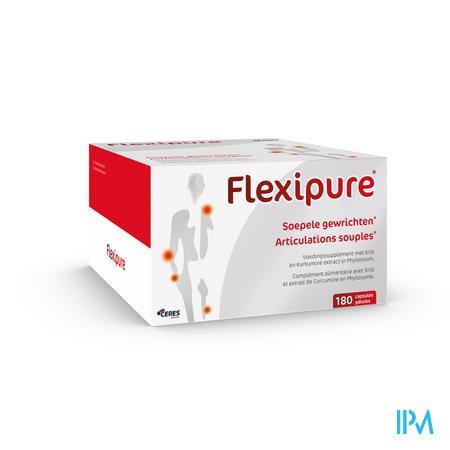 Flexipure
Flexipure®
Soepele gewrichten*
Articulations souples*
Voedingssupplement met Krill
en Kurkumine extract in Phytosoom.
Complément alimentaire avec Krill
et extrait de Curcumine en Phytosome.
180 capsules
gélules
Flexipure®
CERES
IPM